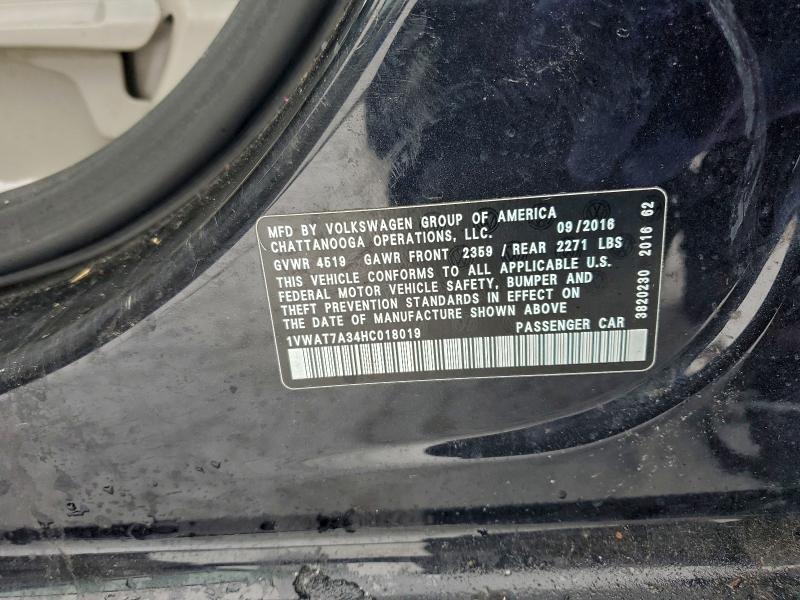 MFD BY VOLKSWAGEN GROUP OF AMERICA
CHATTANOOGA OPERATIONS, LLC. 09/2016
GVWR 4519 GAWR FRONT 2359 / REAR 2271 LBS
THIS VEHICLE CONFORMS TO ALL APPLICABLE U.S.
FEDERAL MOTOR VEHICLE SAFETY, BUMPER AND
THEFT PREVENTION STANDARDS IN EFFECT ON
THE DATE OF MANUFACTURE SHOWN ABOVE
1VWAT7A34HC018019 PASSENGER CAR
3820230 2016 62